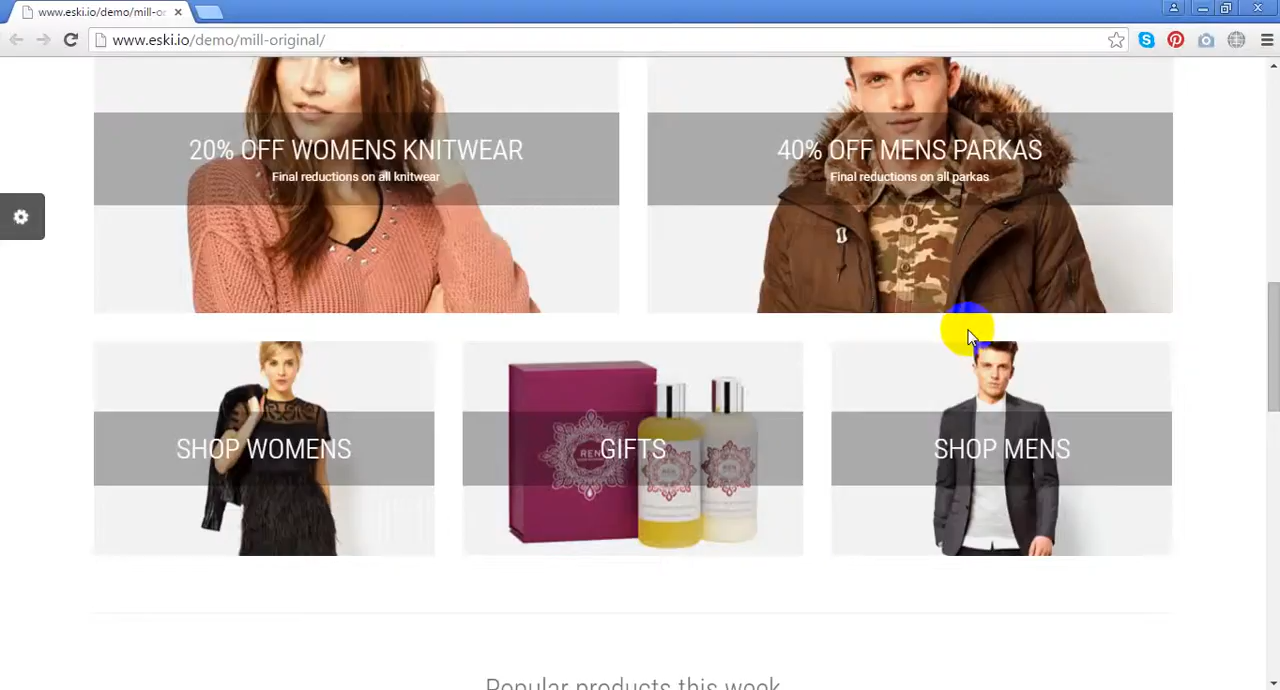 www.eski.io/demo/mill-or
www.eski.io/demo/mill-original/
20% OFF WOMENS KNITWEAR
Final reductions on all knitwear
40% OFF MENS PARKAS
Final reductions on all parkas
SHOP WOMENS
REN
GIFTS
SHOP MENS
Popular products this week